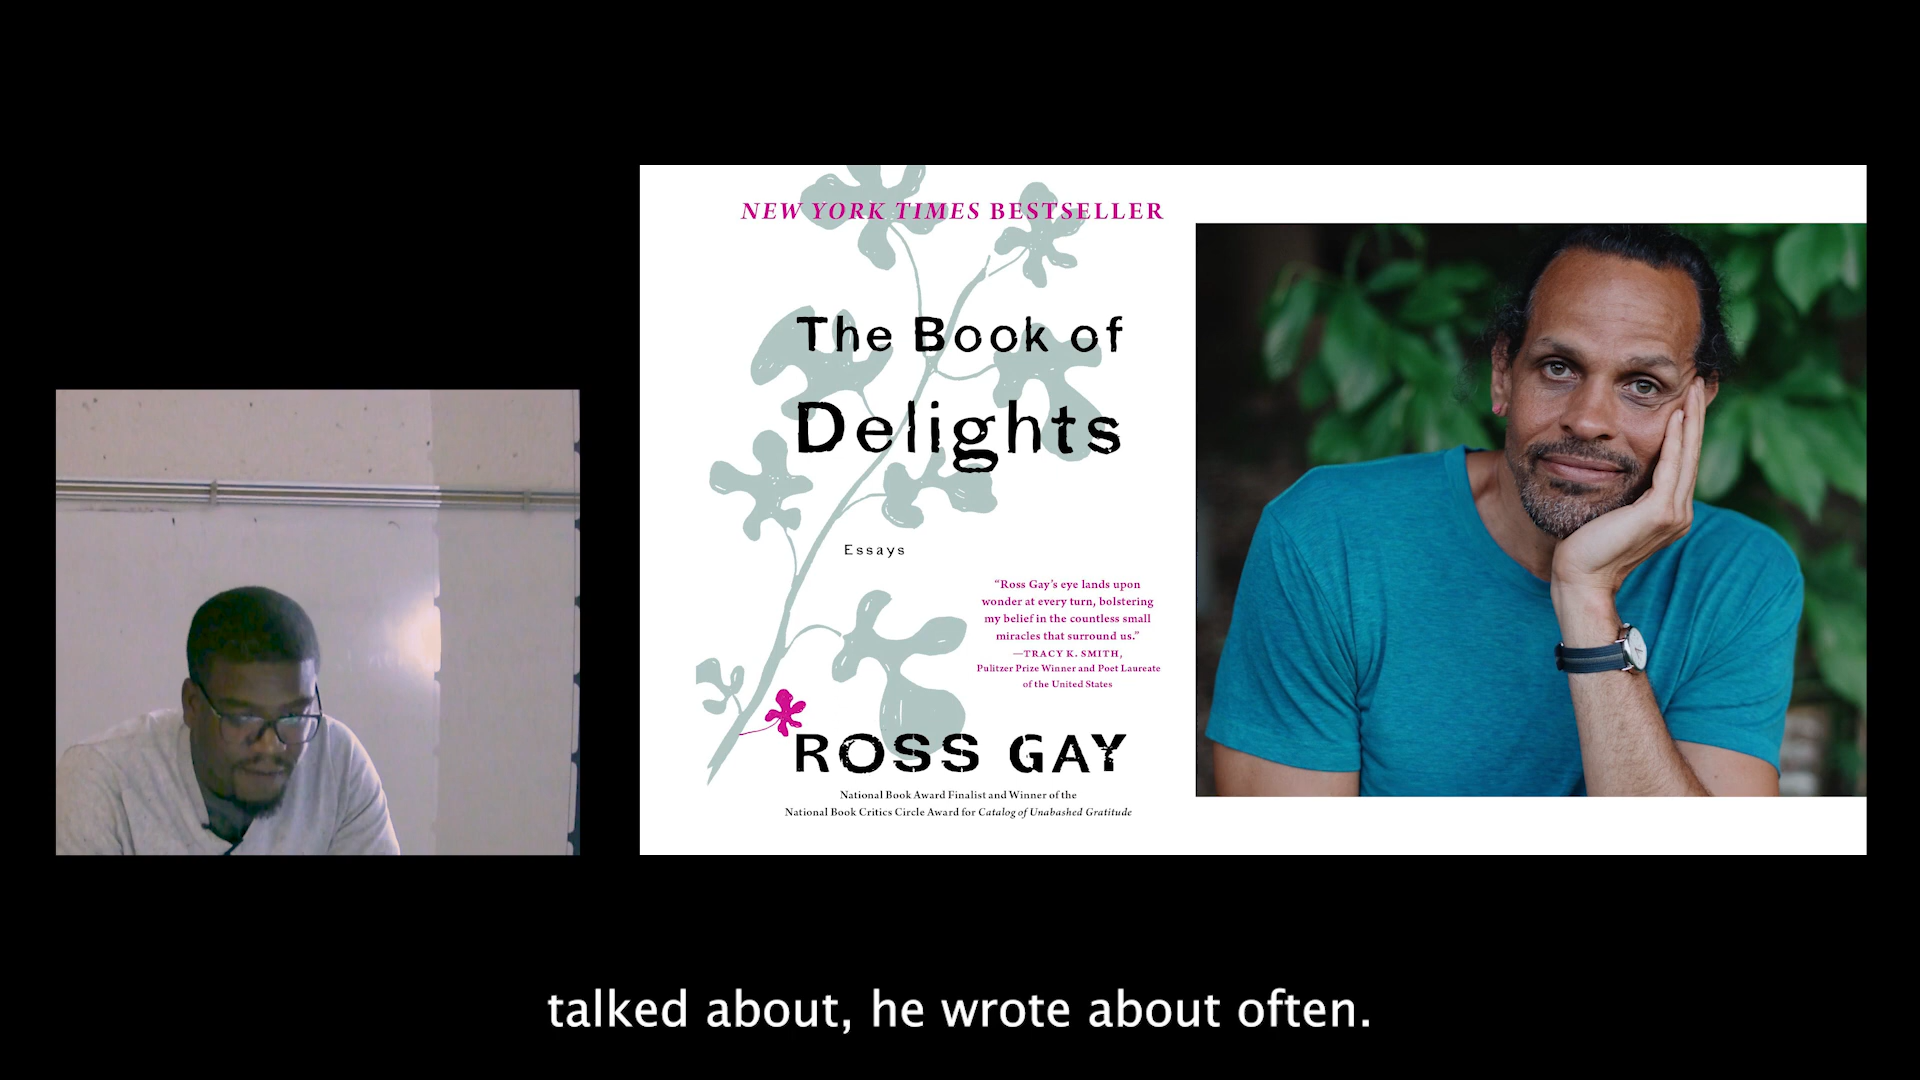 NEW YORK TIMES BESTSELLER
The Book of
Delights
Essays
“Ross Gay’s eye lands upon
wonder at every turn, bolstering
my belief in the countless small
miracles that surround us.”
—TRACY K. SMITH,
Pulitzer Prize Winner and Poet Laureate
of the United States
ROSS GAY
National Book Award Finalist and Winner of the
National Book Critics Circle Award for Catalog of Unabashed Gratitude
talked about, he wrote about often.